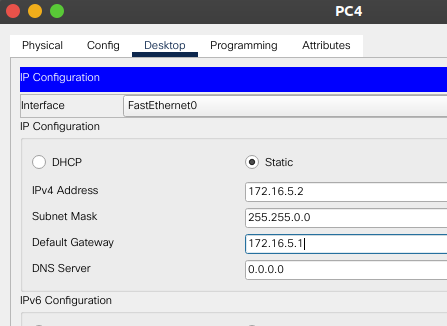 PC4
Physical Config Desktop Programming Attributes
IP Configuration
Interface FastEthernet0
IP Configuration
DHCP Static
IPv4 Address 172.16.5.2
Subnet Mask 255.255.0.0
Default Gateway 172.16.5.1
DNS Server 0.0.0.0
IPv6 Configuration